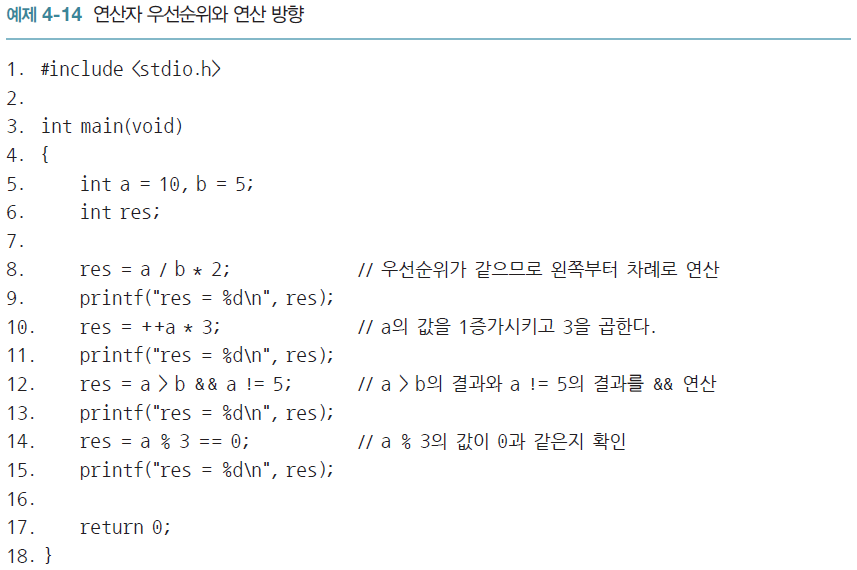 예제 4-14 연산자 우선순위와 연산 방향
1. #include <stdio.h>
2.
3. int main(void)
4. {
5. int a = 10, b = 5;
6. int res;
7.
8. res = a / b * 2; // 우선순위가 같으므로 왼쪽부터 차례로 연산
9. printf("res = %d\n", res);
10. res = ++a * 3; // a의 값을 1증가시키고 3을 곱한다.
11. printf("res = %d\n", res);
12. res = a > b && a != 5; // a > b의 결과와 a != 5의 결과를 && 연산
13. printf("res = %d\n", res);
14. res = a % 3 == 0; // a % 3의 값이 0과 같은지 확인
15. printf("res = %d\n", res);
16.
17. return 0;
18. }